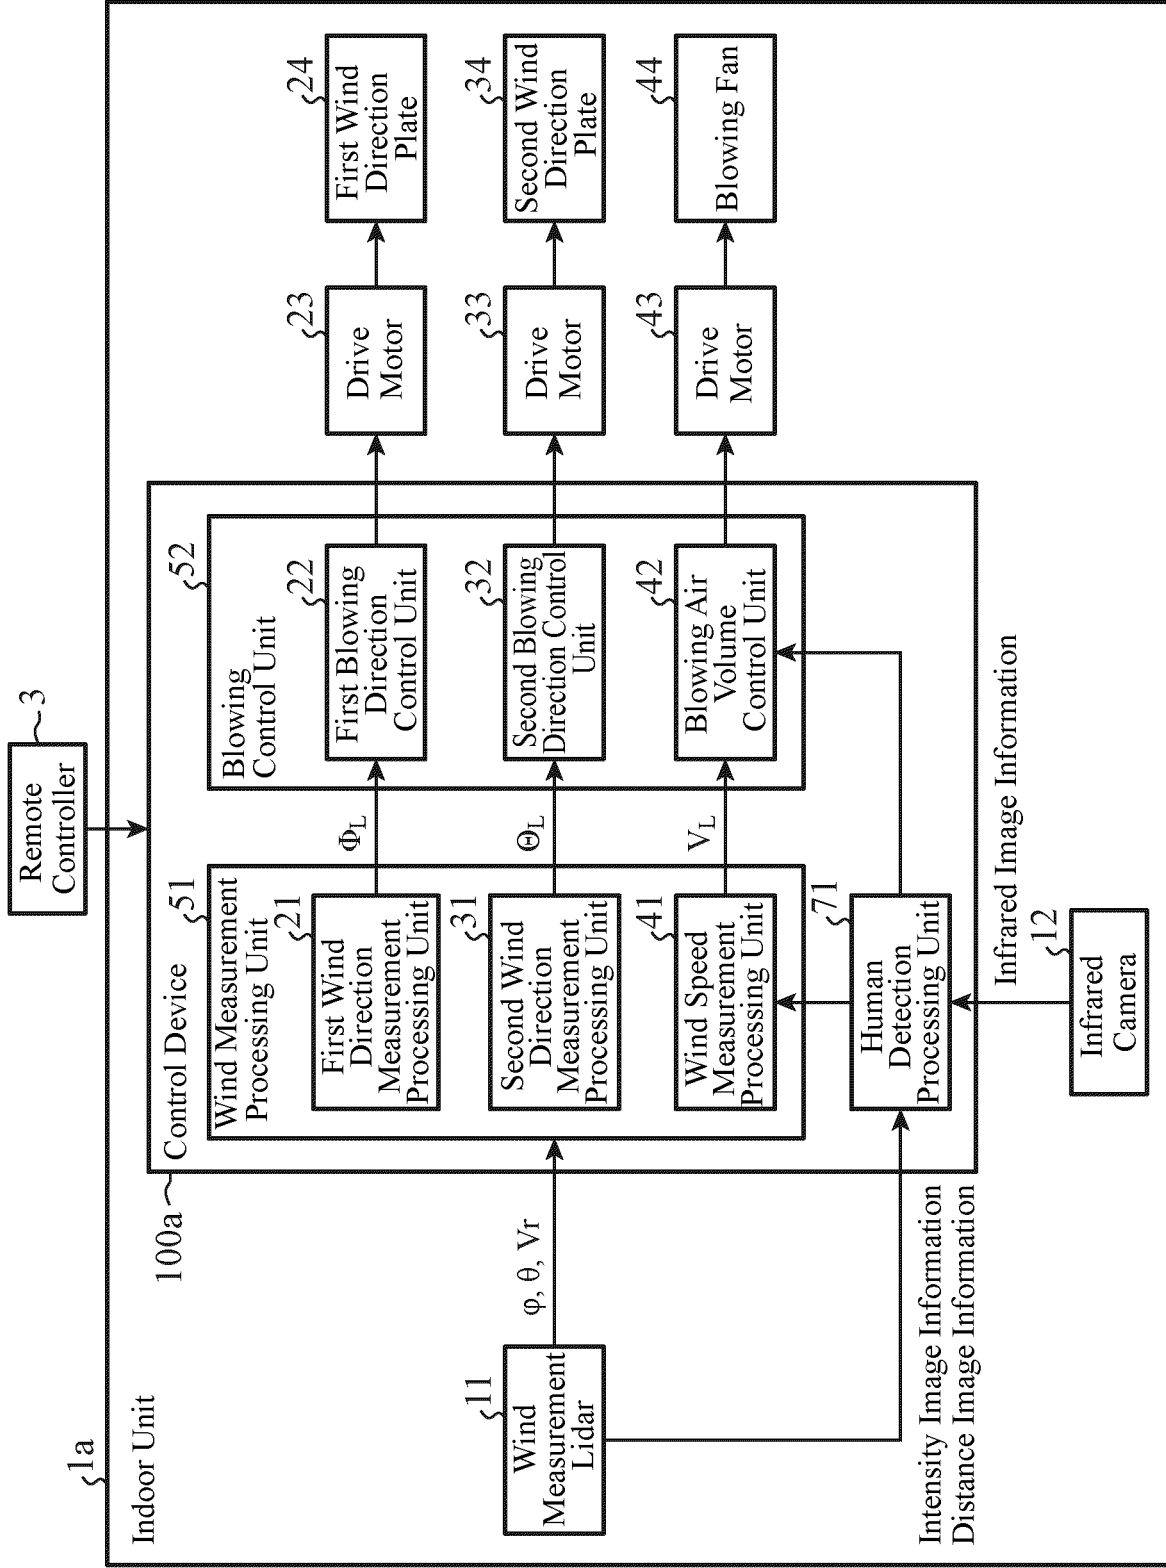 Remote
Controller
3
1a
Indoor Unit
100a
Control Device
Wind Measurement
Processing Unit
51
Blowing
Control Unit
52
First Wind
Direction
Measurement
Processing Unit
21
ΦL
First Blowing
Direction
Control Unit
22
Drive
Motor
23
First Wind
Direction
Plate
24
Wind
Measurement
Lidar
11
φ, θ, Vr
Second Wind
Direction
Measurement
Processing Unit
31
ΘL
Second Blowing
Direction Control
Unit
32
Drive
Motor
33
Second Wind
Direction
Plate
34
Wind Speed
Measurement
Processing Unit
41
VL
Blowing Air
Volume
Control Unit
42
Drive
Motor
43
Blowing Fan
44
Human
Detection
Processing Unit
71
Intensity Image Information
Distance Image Information
Infrared Image Information
Infrared
Camera
12